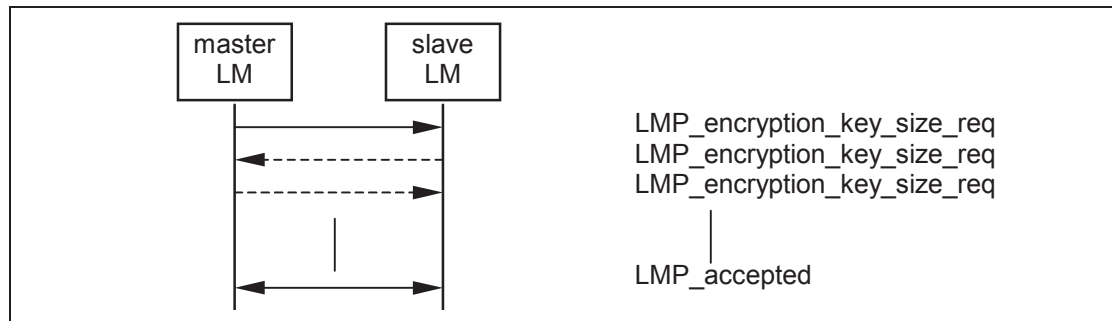 master
LM
slave
LM
LMP_encryption_key_size_req
LMP_encryption_key_size_req
LMP_encryption_key_size_req
LMP_accepted